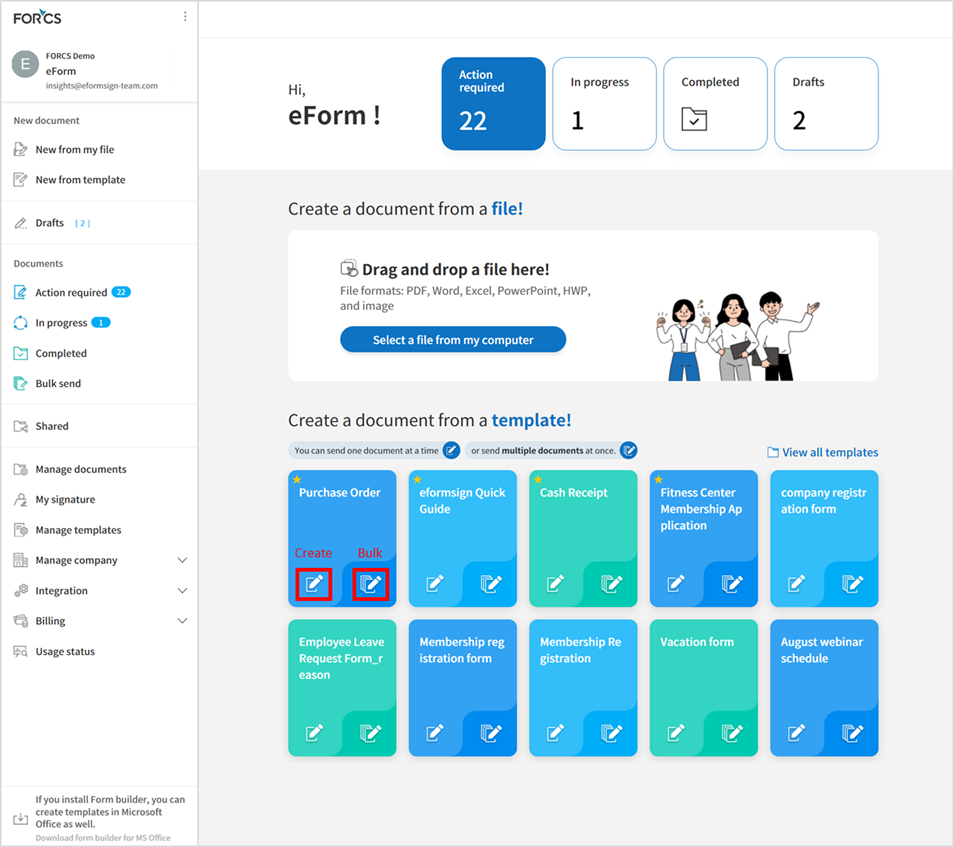 FORCS
E
FORCS Demo
eForm
insights@eformsign-team.com
New document
New from my file
New from template
Drafts [ 2 ]
Documents
Action required 22
In progress 1
Completed
Bulk send
Shared
Manage documents
My signature
Manage templates
Manage company
Integration
Billing
Usage status
If you install Form builder, you can
create templates in Microsoft
Office as well.
Download form builder for MS Office
Hi,
eForm !
Action
required
22
In progress
1
Completed
Drafts
2
Create a document from a file!
Drag and drop a file here!
File formats: PDF, Word, Excel, PowerPoint, HWP,
and image
Select a file from my computer
Create a document from a template!
You can send one document at a time
or send multiple documents at once.
View all templates
Purchase Order
Create
Bulk
eformsign Quick
Guide
Cash Receipt
Fitness Center
Membership Ap
plication
company registr
ation form
Employee Leave
Request Form_r
eason
Membership reg
istration form
Membership Re
gistration
Vacation form
August webinar
schedule